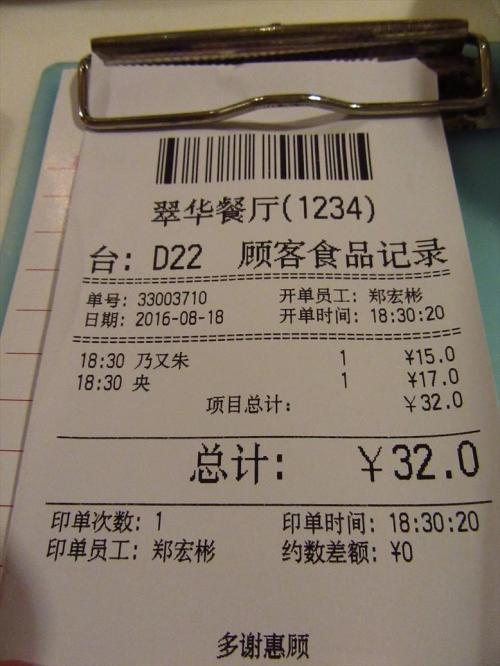 翠华餐厅(1234)
台: D22 顾客食品记录
单号: 33003710 开单员工: 郑宏彬
日期: 2016-08-18 开单时间: 18:30:20
18:30 乃又朱 1 ¥15.0
18:30 央 1 ¥17.0
项目总计: ¥32.0
总计: ¥32.0
印单次数: 1 印单时间: 18:30:20
印单员工: 郑宏彬 约数差额: ¥0
多谢惠顾